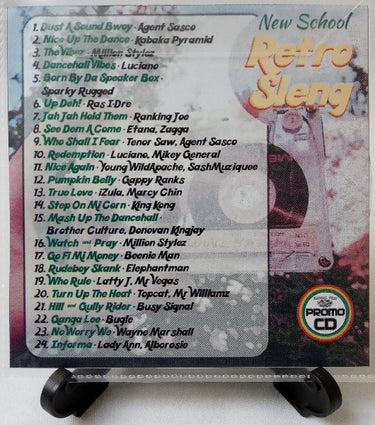 New School
Retro
Sleng
1. Dust A Sound Bwoy - Agent Sasco
2. Nice Up The Dance - Kabaka Pyramid
3. The Vibez - Million Stylez
4. Dancehall Vibes - Luciano
5. Born By Da Speaker Box -
Sparky Rugged
6. Up Deh! - Ras I-Dre
7. Jah Jah Hold Them - Ranking Joe
8. See Dem A Come - Etana, Zagga
9. Who Shall I Fear - Tenor Saw, Agent Sasco
10. Redemption - Luciano, Mikey General
11. Nice Again - Young WildApache, SashMuziquee
12. Pumpkin Belly - Gappy Ranks
13. True Love - iZula, Marcy Chin
14. Step On Mi Corn - King Kong
15. Mash Up The Dancehall -
Brother Culture, Donovan Kingjay
16. Watch and Pray - Million Stylez
17. Go Fi Mi Money - Beenie Man
18. Rudeboy Skank - Elephantman
19. Who Rule - Latty J, Mr Vegas
20. Turn Up The Heat - Topcat, Mr Williamz
21. Hill and Gully Rider - Busy Signal
22. Ganga Lee - Bugle
23. No Worry We - Wayne Marshall
24. Informa - Lady Ann, Alborosie
PROMO
CD